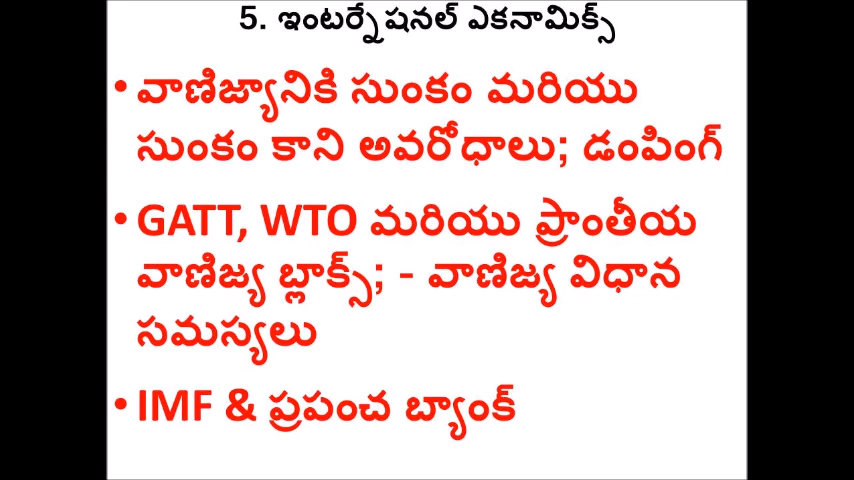 5. ఇంటర్నేషనల్ ఎకనామిక్స్
• వాణిజ్యానికి సుంకం మరియు
సుంకం కాని అవరోధాలు; డంపింగ్
• GATT, WTO మరియు ప్రాంతీయ
వాణిజ్య బ్లాక్స్; - వాణిజ్య విధాన
సమస్యలు
• IMF & ప్రపంచ బ్యాంక్